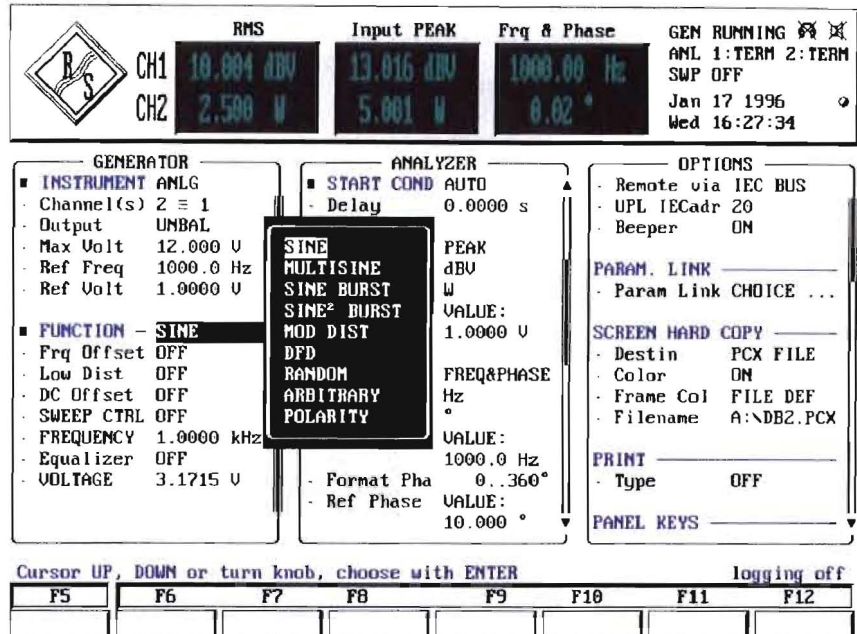 RMS Input PEAK Frq & Phase
GEN RUNNING
ANL 1:TERM 2:TERM
SWP OFF
Jan 17 1996
Wed 16:27:34
R S
CH1 10.004 dBV 13.016 dBV 1000.00 Hz
CH2 2.500 W 5.001 W 0.02 °
GENERATOR
INSTRUMENT ANLG
Channel(s) 2 ≡ 1
Output UNBAL
Max Volt 12.000 V
Ref Freq 1000.0 Hz
Ref Volt 1.0000 V
FUNCTION - SINE
Frq Offset OFF
Low Dist OFF
DC Offset OFF
SWEEP CTRL OFF
FREQUENCY 1.0000 kHz
Equalizer OFF
VOLTAGE 3.1715 V
SINE
MULTISINE
SINE BURST
SINE² BURST
MOD DIST
DFD
RANDOM
ARBITRARY
POLARITY
ANALYZER
START COND AUTO
Delay 0.0000 s
PEAK
dBV
W
VALUE:
1.0000 V
FREQ&PHASE
Hz
°
VALUE:
1000.0 Hz
Format Pha 0..360°
Ref Phase VALUE:
10.000 °
OPTIONS
Remote via IEC BUS
UPL IECadr 20
Beeper ON
PARAM. LINK
Param Link CHOICE ...
SCREEN HARD COPY
Destin PCX FILE
Color ON
Frame Col FILE DEF
Filename A:\DB2.PCX
PRINT
Type OFF
PANEL KEYS
Cursor UP, DOWN or turn knob, choose with ENTER logging off
F5 F6 F7 F8 F9 F10 F11 F12